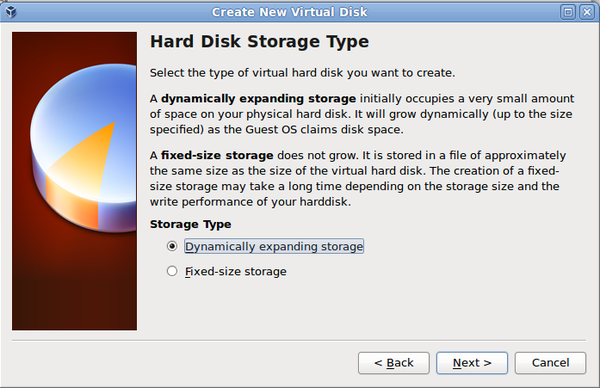 Create New Virtual Disk
Hard Disk Storage Type
Select the type of virtual hard disk you want to create.
A dynamically expanding storage initially occupies a very small amount
of space on your physical hard disk. It will grow dynamically (up to the size
specified) as the Guest OS claims disk space.
A fixed-size storage does not grow. It is stored in a file of approximately
the same size as the size of the virtual hard disk. The creation of a fixed-
size storage may take a long time depending on the storage size and the
write performance of your harddisk.
Storage Type
Dynamically expanding storage
Fixed-size storage
< Back
Next >
Cancel